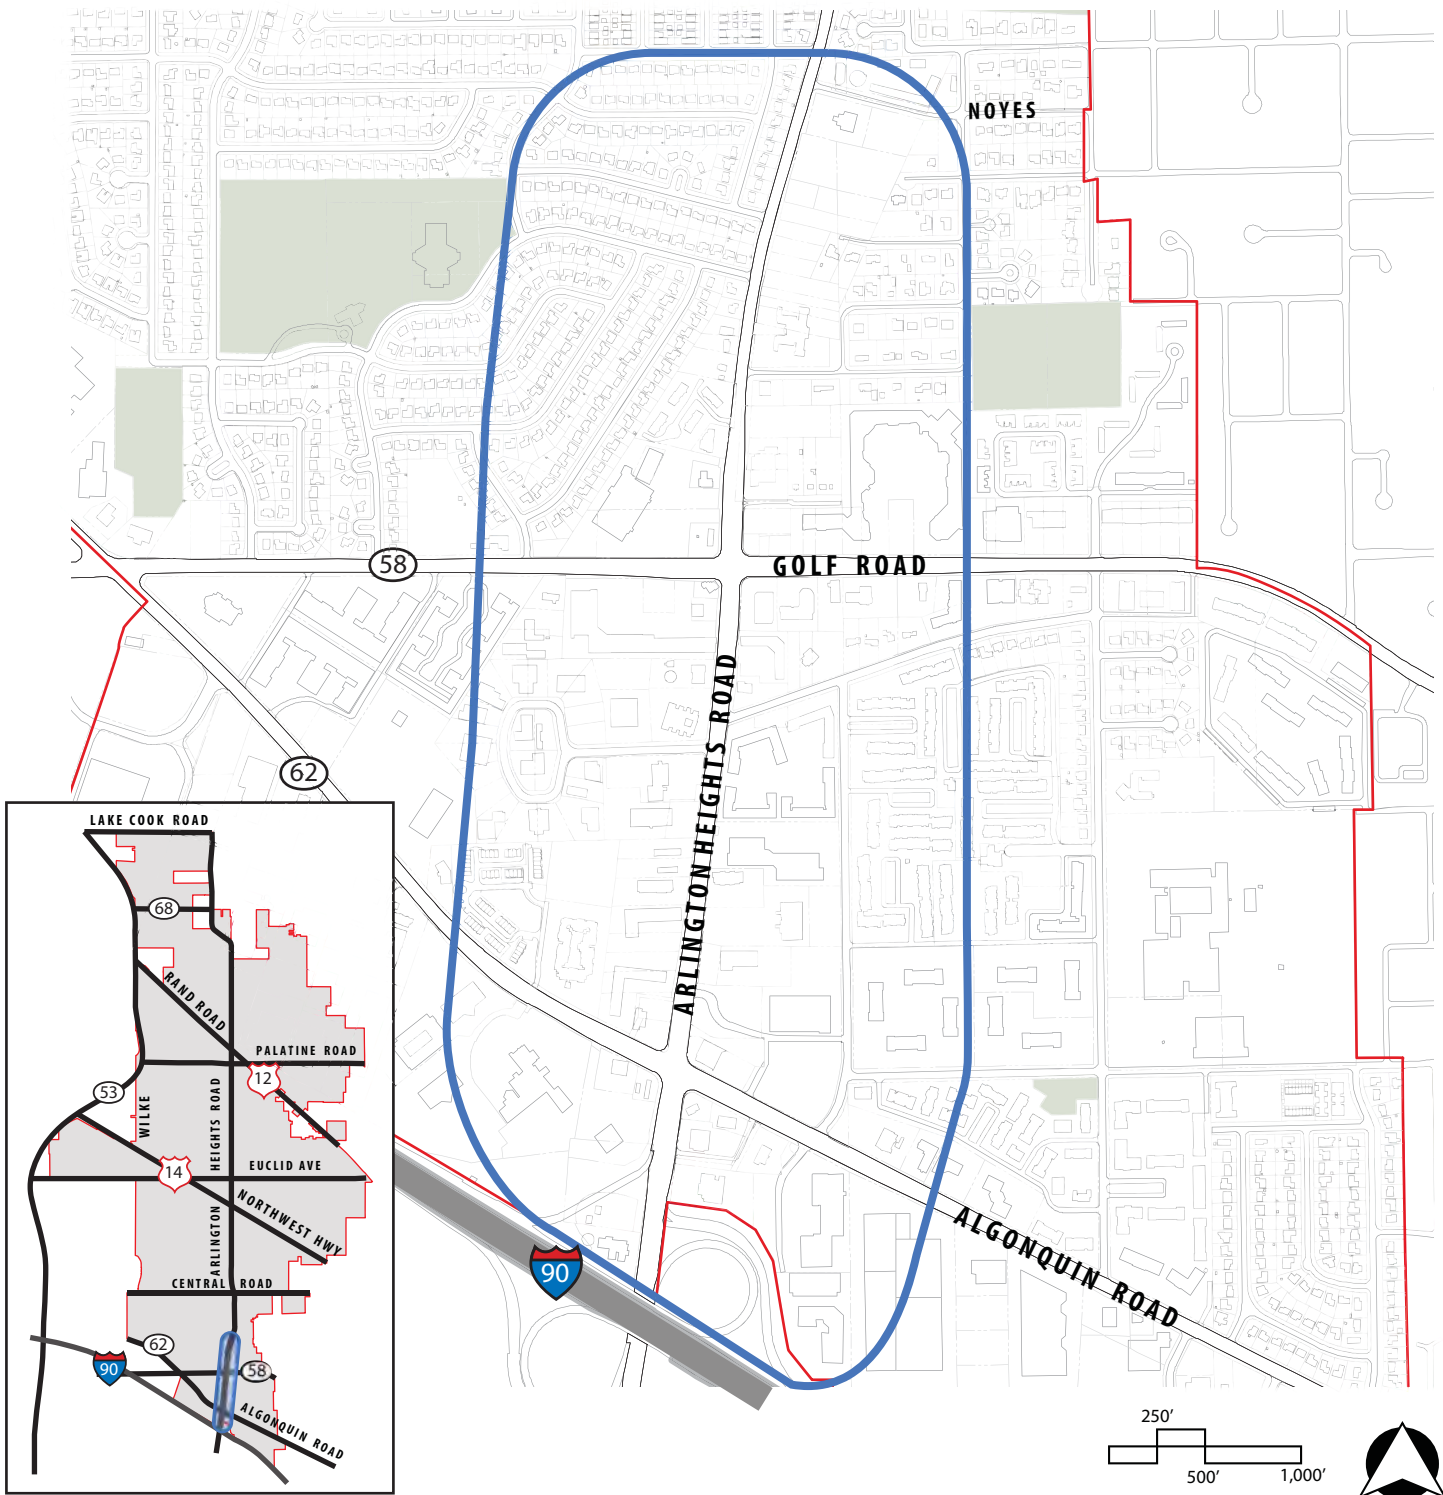 NOYES
58
GOLF ROAD
ARLINGTON HEIGHTS ROAD
62
ALGONQUIN ROAD
90
LAKE COOK ROAD
68
RAND ROAD
PALATINE ROAD
12
53
WILKE
ARLINGTON HEIGHTS ROAD
14
EUCLID AVE
NORTHWEST HWY
CENTRAL ROAD
62
90
58
ALGONQUIN ROAD
250’
500’
1,000’